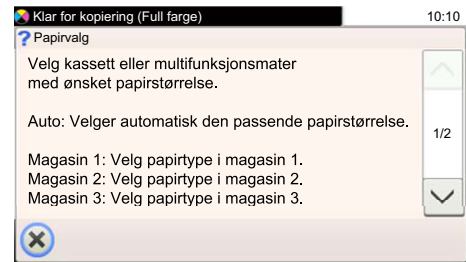 Klar for kopiering (Full farge) 10:10
? Papirvalg
Velg kassett eller multifunksjonsmater
med ønsket papirstørrelse.
Auto: Velger automatisk den passende papirstørrelse.
1/2
Magasin 1: Velg papirtype i magasin 1.
Magasin 2: Velg papirtype i magasin 2.
Magasin 3: Velg papirtype i magasin 3.